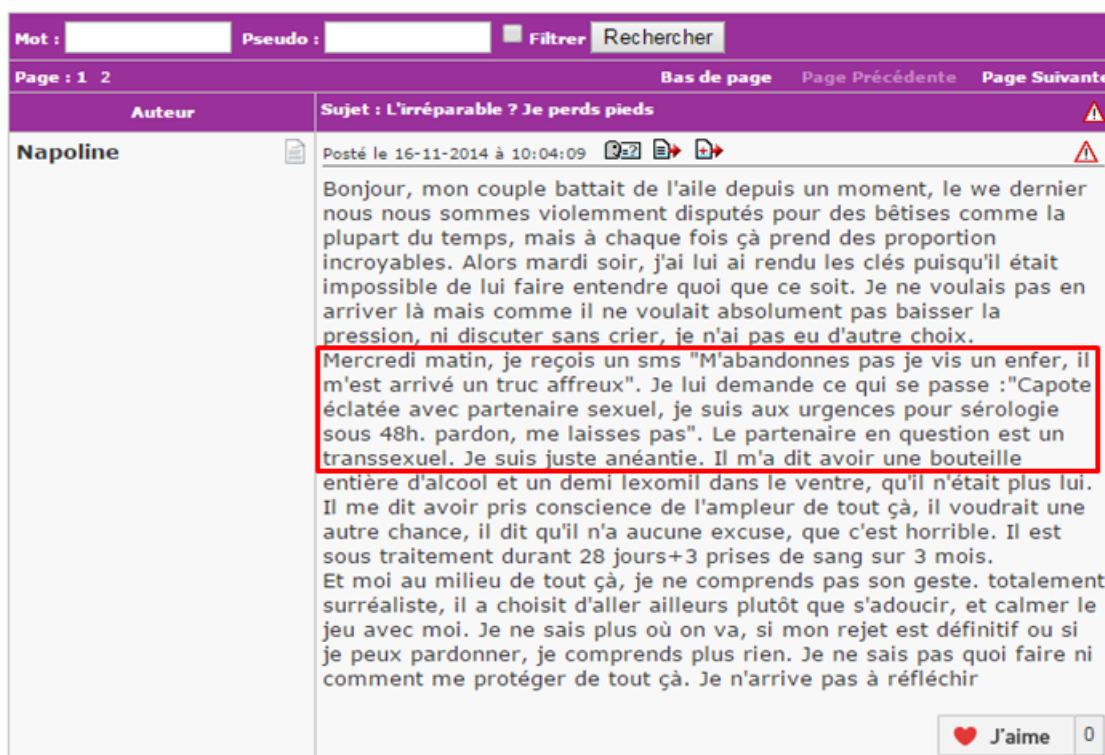 Mot : Pseudo : Filtrer Rechercher
Page : 1 2 Bas de page Page Précédente Page Suivante
Auteur Sujet : L'irréparable ? Je perds pieds
Napoline Posté le 16-11-2014 à 10:04:09
Bonjour, mon couple battait de l'aile depuis un moment, le we dernier
nous nous sommes violemment disputés pour des bêtises comme la
plupart du temps, mais à chaque fois çà prend des proportion
incroyables. Alors mardi soir, j'ai lui ai rendu les clés puisqu'il était
impossible de lui faire entendre quoi que ce soit. Je ne voulais pas en
arriver là mais comme il ne voulait absolument pas baisser la
pression, ni discuter sans crier, je n'ai pas eu d'autre choix.
Mercredi matin, je reçois un sms "M'abandonnes pas je vis un enfer, il
m'est arrivé un truc affreux". Je lui demande ce qui se passe :"Capote
éclatée avec partenaire sexuel, je suis aux urgences pour sérologie
sous 48h. pardon, me laisses pas". Le partenaire en question est un
transsexuel. Je suis juste anéantie. Il m'a dit avoir une bouteille
entière d'alcool et un demi lexomil dans le ventre, qu'il n'était plus lui.
Il me dit avoir pris conscience de l'ampleur de tout çà, il voudrait une
autre chance, il dit qu'il n'a aucune excuse, que c'est horrible. Il est
sous traitement durant 28 jours+3 prises de sang sur 3 mois.
Et moi au milieu de tout çà, je ne comprends pas son geste. totalement
surréaliste, il a choisit d'aller ailleurs plutôt que s'adoucir, et calmer le
jeu avec moi. Je ne sais plus où on va, si mon rejet est définitif ou si
je peux pardonner, je comprends plus rien. Je ne sais pas quoi faire ni
comment me protéger de tout çà. Je n'arrive pas à réfléchir
J'aime 0